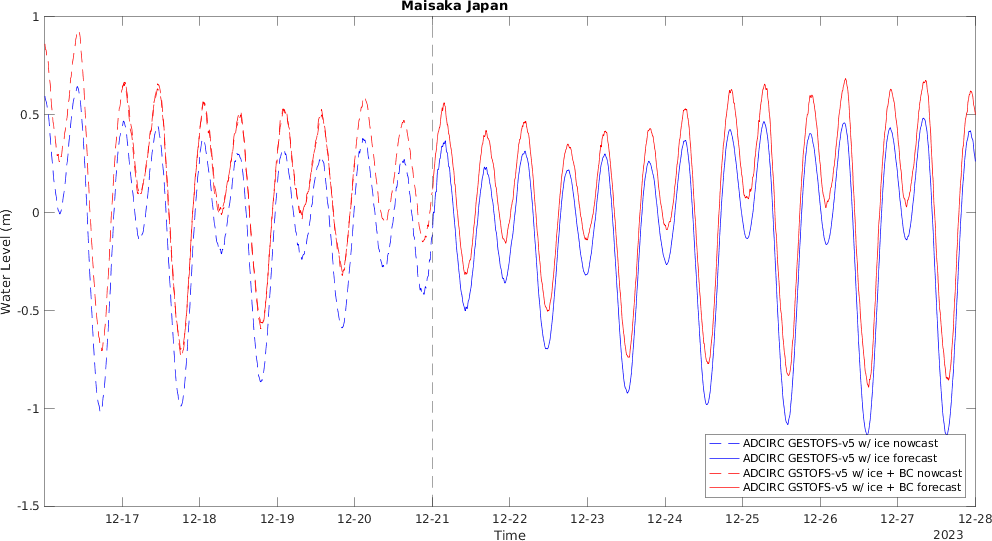 Maisaka Japan
Water Level (m)
1
0.5
0
-0.5
-1
-1.5
ADCIRC GESTOFS-v5 w/ ice nowcast
ADCIRC GESTOFS-v5 w/ ice forecast
ADCIRC GSTOFS-v5 w/ ice + BC nowcast
ADCIRC GSTOFS-v5 w/ ice + BC forecast
12-17 12-18 12-19 12-20 12-21 12-22 12-23 12-24 12-25 12-26 12-27 12-28
Time
2023